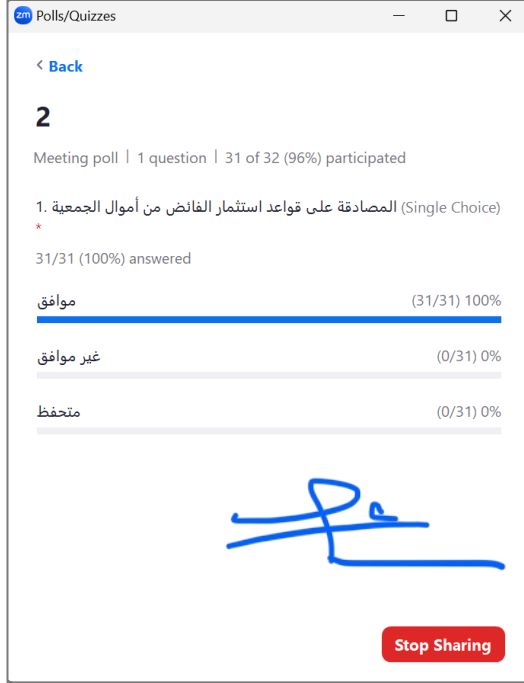 zm Polls/Quizzes
< Back
2
Meeting poll | 1 question | 31 of 32 (96%) participated
1. المصادقة على قواعد استثمار الفائض من أموال الجمعية (Single Choice)
*
31/31 (100%) answered
موافق (31/31) 100%
غير موافق (0/31) 0%
متحفظ (0/31) 0%
Stop Sharing